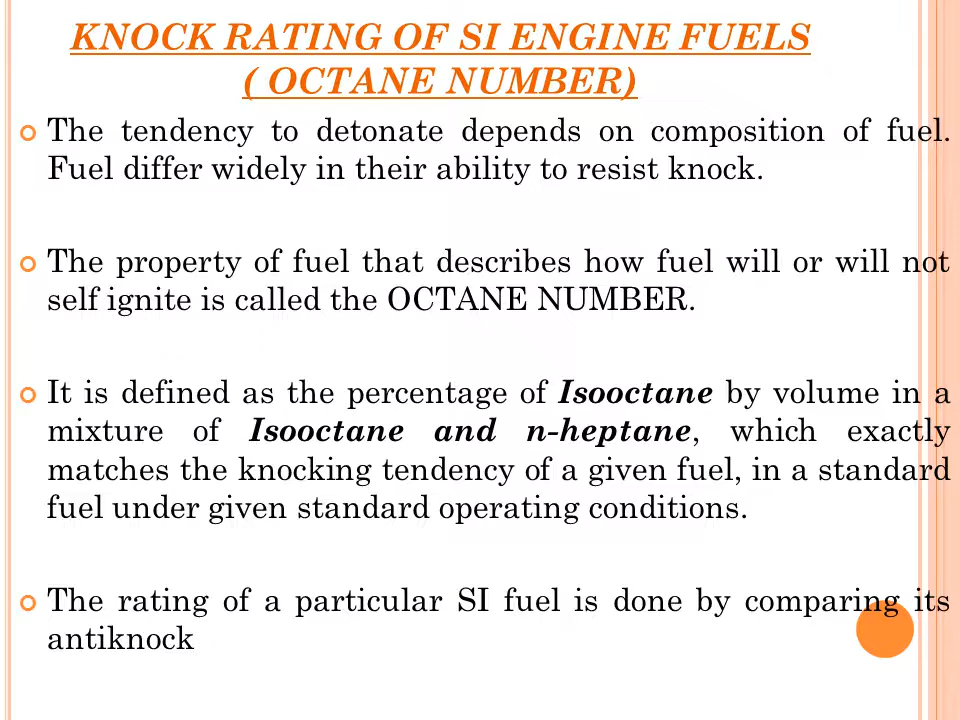 KNOCK RATING OF SI ENGINE FUELS
( OCTANE NUMBER)
The tendency to detonate depends on composition of fuel.
Fuel differ widely in their ability to resist knock.
The property of fuel that describes how fuel will or will not
self ignite is called the OCTANE NUMBER.
It is defined as the percentage of Isooctane by volume in a
mixture of Isooctane and n-heptane, which exactly
matches the knocking tendency of a given fuel, in a standard
fuel under given standard operating conditions.
The rating of a particular SI fuel is done by comparing its
antiknock